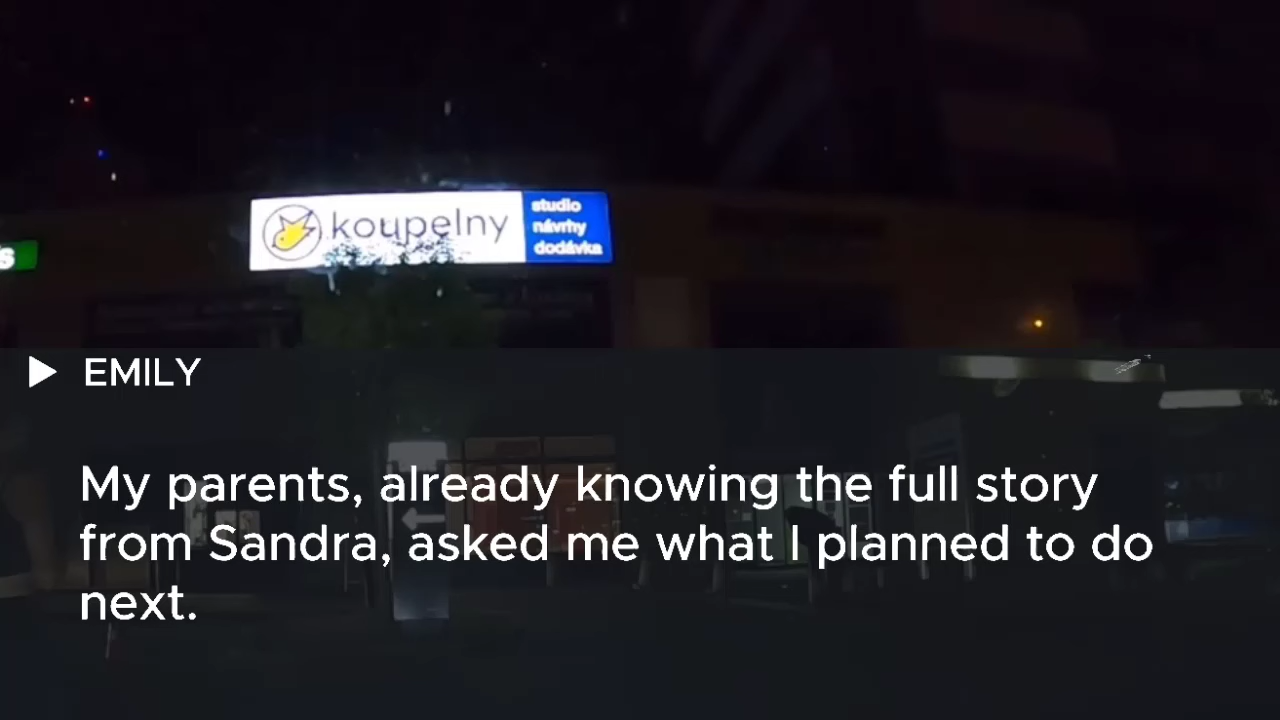 koupelny
studio
návrhy
dodávka
s
EMILY
My parents, already knowing the full story
from Sandra, asked me what I planned to do
next.